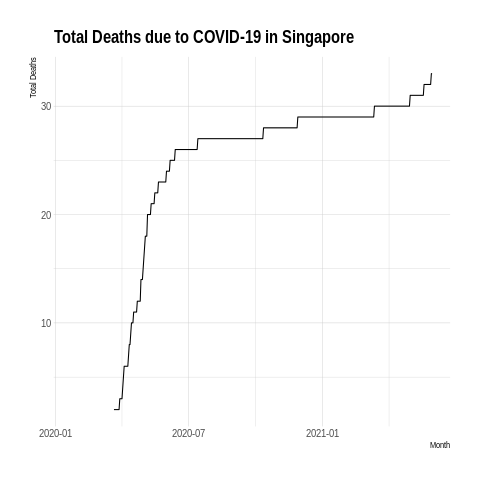 Total Deaths due to COVID-19 in Singapore
Total Deaths
30
20
10
2020-01
2020-07
2021-01
Month